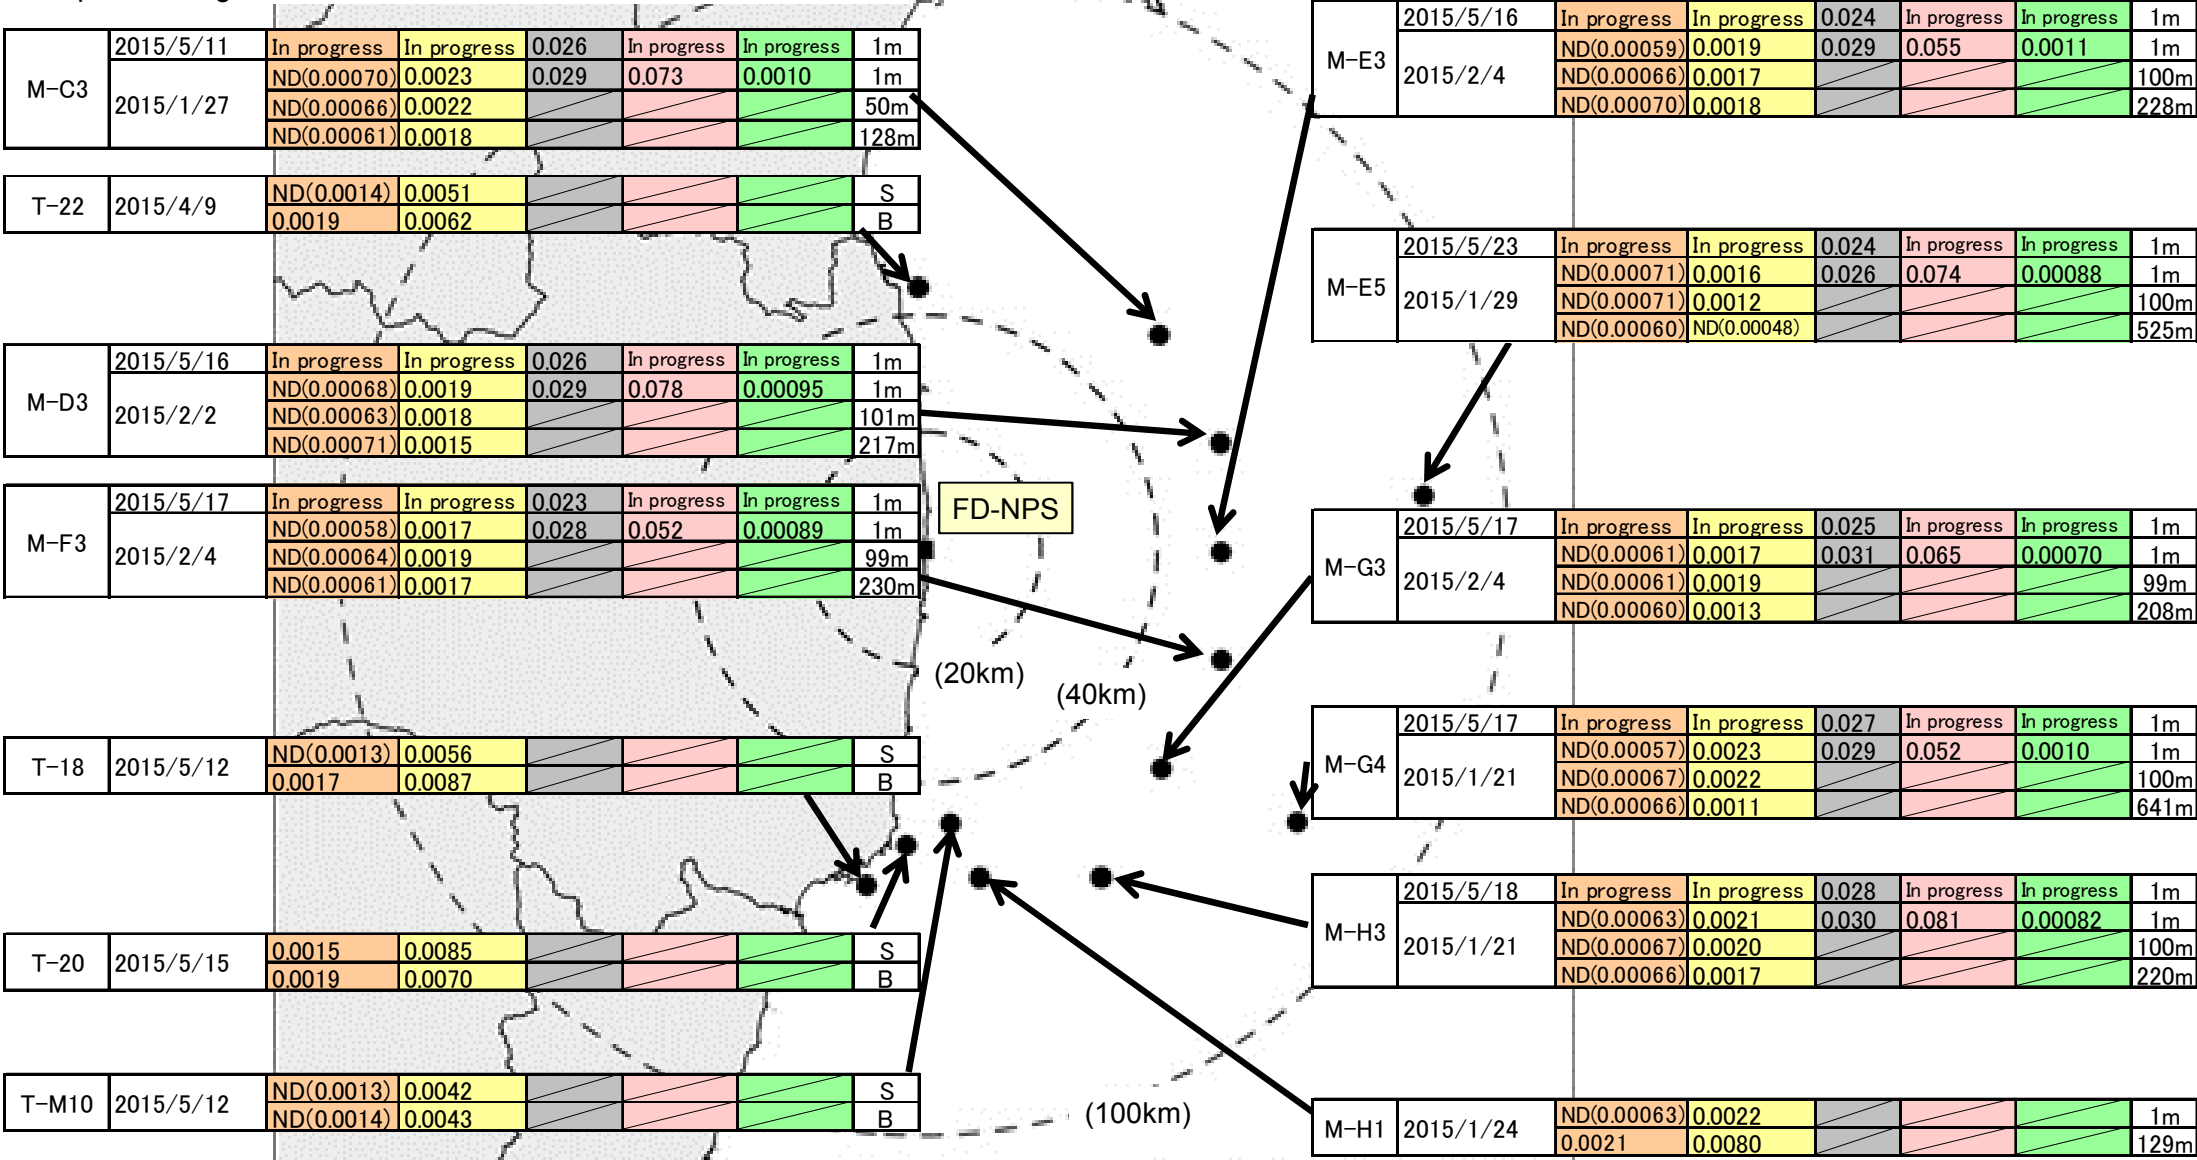 M-C3 2015/5/11 In progress In progress 0.026 In progress In progress 1m
2015/1/27 ND(0.00070) 0.0023 0.029 0.073 0.0010 1m
ND(0.00066) 0.0022 50m
ND(0.00061) 0.0018 128m
T-22 2015/4/9 ND(0.0014) 0.0051 S
0.0019 0.0062 B
M-D3 2015/5/16 In progress In progress 0.026 In progress In progress 1m
2015/2/2 ND(0.00068) 0.0019 0.029 0.078 0.00095 1m
ND(0.00063) 0.0018 101m
ND(0.00071) 0.0015 217m
M-F3 2015/5/17 In progress In progress 0.023 In progress In progress 1m
2015/2/4 ND(0.00058) 0.0017 0.028 0.052 0.00089 1m
ND(0.00064) 0.0019 99m
ND(0.00061) 0.0017 230m
T-18 2015/5/12 ND(0.0013) 0.0056 S
0.0017 0.0087 B
T-20 2015/5/15 0.0015 0.0085 S
0.0019 0.0070 B
T-M10 2015/5/12 ND(0.0013) 0.0042 S
ND(0.0014) 0.0043 B
FD-NPS
(20km)
(40km)
(100km)
M-E3 2015/5/16 In progress In progress 0.024 In progress In progress 1m
2015/2/4 ND(0.00059) 0.0019 0.029 0.055 0.0011 1m
ND(0.00066) 0.0017 100m
ND(0.00070) 0.0018 228m
M-E5 2015/5/23 In progress In progress 0.024 In progress In progress 1m
2015/1/29 ND(0.00071) 0.0016 0.026 0.074 0.00088 1m
ND(0.00071) 0.0012 100m
ND(0.00060) ND(0.00048) 525m
M-G3 2015/5/17 In progress In progress 0.025 In progress In progress 1m
2015/2/4 ND(0.00061) 0.0017 0.031 0.065 0.00070 1m
ND(0.00061) 0.0019 99m
ND(0.00060) 0.0013 208m
M-G4 2015/5/17 In progress In progress 0.027 In progress In progress 1m
2015/1/21 ND(0.00057) 0.0023 0.029 0.052 0.0010 1m
ND(0.00067) 0.0022 100m
ND(0.00066) 0.0011 641m
M-H3 2015/5/18 In progress In progress 0.028 In progress In progress 1m
2015/1/21 ND(0.00063) 0.0021 0.030 0.081 0.00082 1m
ND(0.00067) 0.0020 100m
ND(0.00066) 0.0017 220m
M-H1 2015/1/24 ND(0.00063) 0.0022 1m
0.0021 0.0080 129m